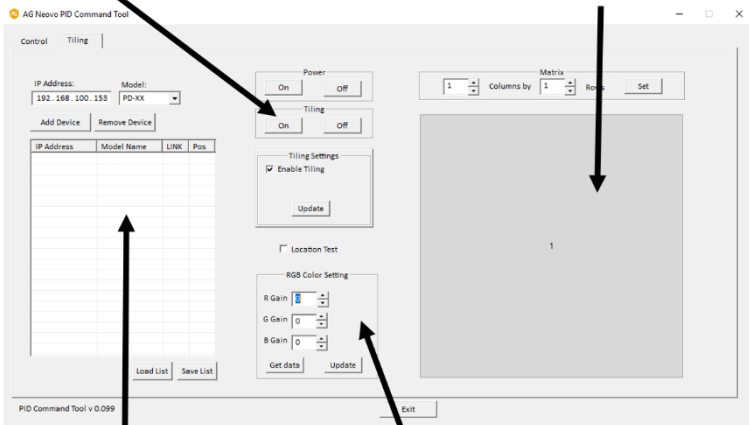 AG Neovo PID Command Tool
Control Tiling
IP Address: Model:
192.168.100.153 PD-XX
Add Device Remove Device
IP Address Model Name LINK Pos
Load List Save List
Power
On Off
Tiling
On Off
Tiling Settings
Enable Tiling
Update
Location Test
RGB Color Setting
R Gain 0
G Gain 0
B Gain 0
Get data Update
Matrix
1 Columns by 1 Rows Set
1
PID Command Tool v 0.099
Exit